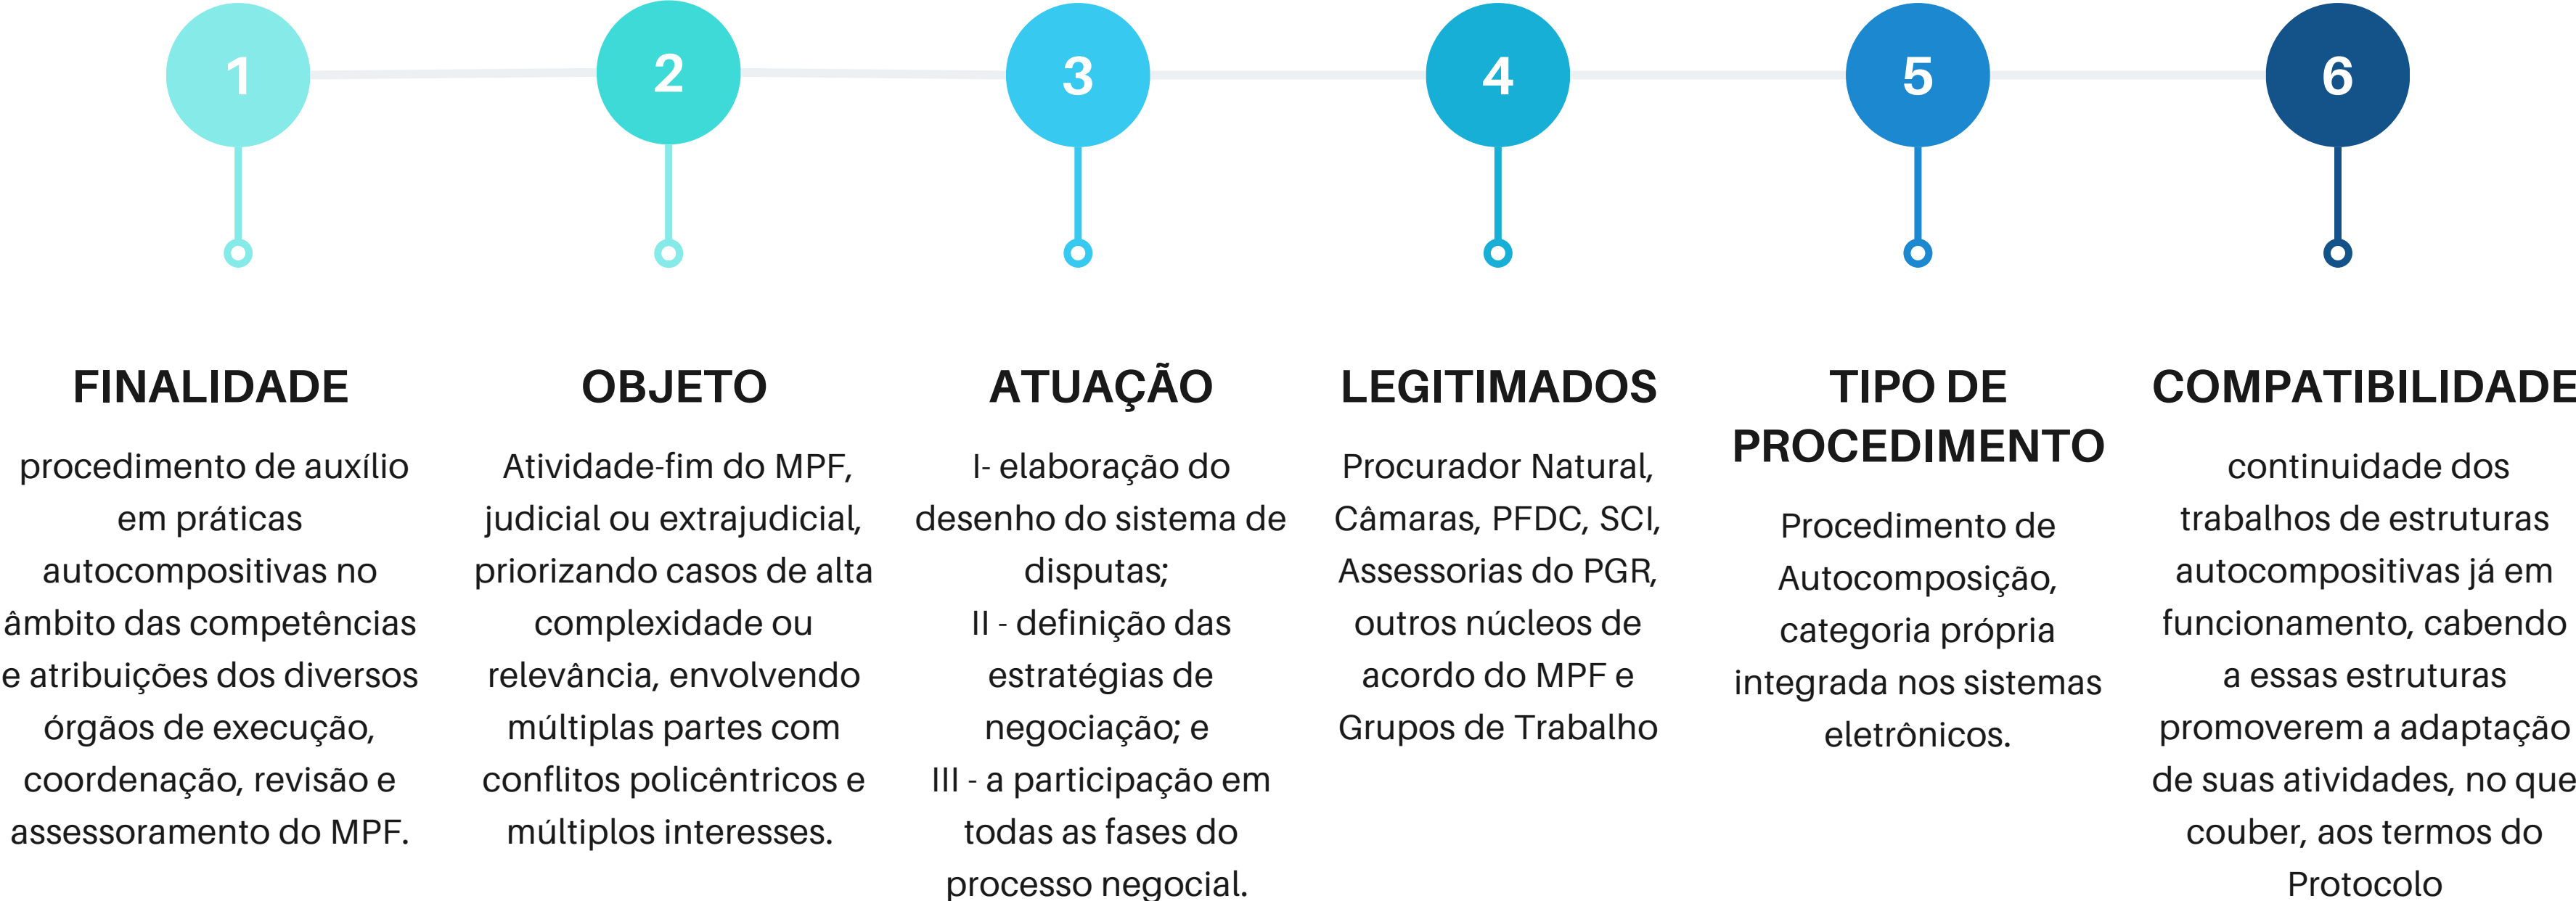 1
2
3
4
5
6
FINALIDADE
procedimento de auxílio
em práticas
autocompositivas no
âmbito das competências
e atribuições dos diversos
órgãos de execução,
coordenação, revisão e
assessoramento do MPF.
OBJETO
Atividade-fim do MPF,
judicial ou extrajudicial,
priorizando casos de alta
complexidade ou
relevância, envolvendo
múltiplas partes com
conflitos policêntricos e
múltiplos interesses.
ATUAÇÃO
I- elaboração do
desenho do sistema de
disputas;
II - definição das
estratégias de
negociação; e
III - a participação em
todas as fases do
processo negocial.
LEGITIMADOS
Procurador Natural,
Câmaras, PFDC, SCI,
Assessorias do PGR,
outros núcleos de
acordo do MPF e
Grupos de Trabalho
TIPO DE
PROCEDIMENTO
Procedimento de
Autocomposição,
categoria própria
integrada nos sistemas
eletrônicos.
COMPATIBILIDADE
continuidade dos
trabalhos de estruturas
autocompositivas já em
funcionamento, cabendo
a essas estruturas
promoverem a adaptação
de suas atividades, no que
couber, aos termos do
Protocolo